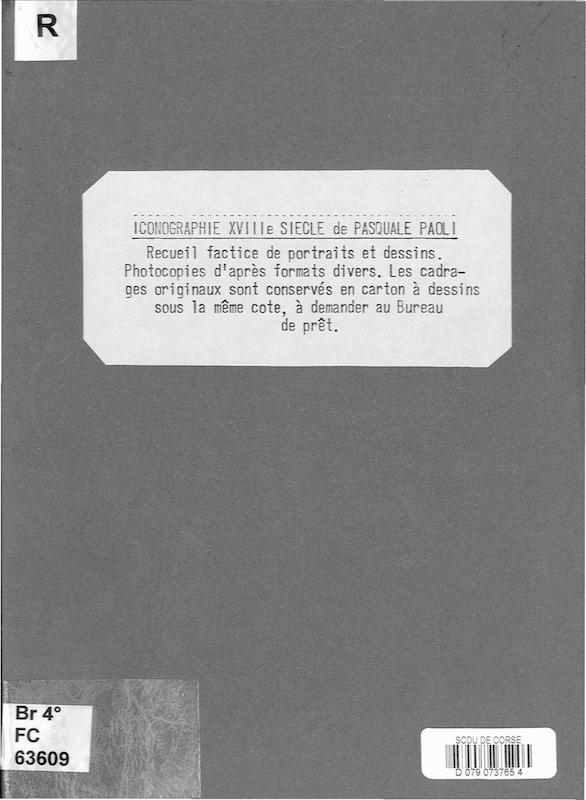 R
ICONOGRAPHIE XVIIIe SIECLE de PASQUALE PAOLI
Recueil factice de portraits et dessins.
Photocopies d'après formats divers. Les cadra-
ges originaux sont conservés en carton à dessins
sous la même cote, à demander au Bureau
de prêt.
Br 4°
FC
63609
SCDU DE CORSE
D 079 073765 4